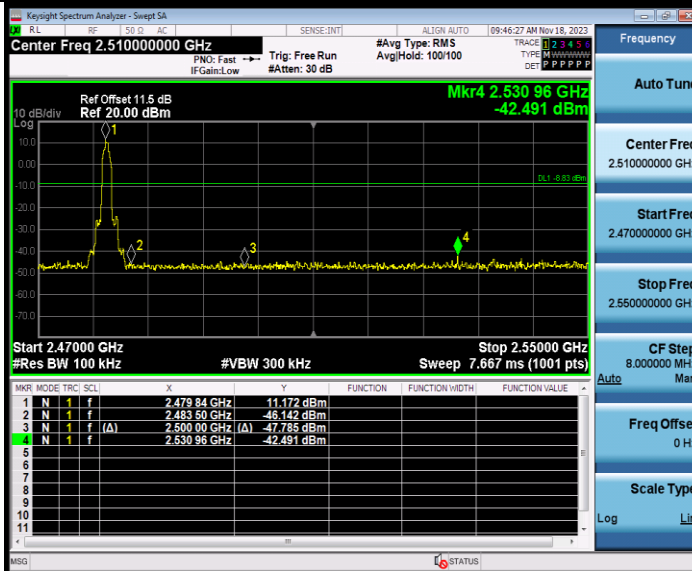 Keysight Spectrum Analyzer - Swept SA
RL RF 50 Ω AC SENSE:INT ALIGN AUTO 09:46:27 AM Nov 18, 2023
Center Freq 2.510000000 GHz
PNO: Fast
IFGain:Low
Trig: Free Run
#Atten: 30 dB
#Avg Type: RMS
Avg|Hold: 100/100
TRACE 1 2 3 4 5 6
TYPE M WWWWW
DET P P P P P P
Ref Offset 11.5 dB
Ref 20.00 dBm
10 dB/div
Log
Mkr4 2.530 96 GHz
-42.491 dBm
10.0
0.00
-10.0
-20.0
-30.0
-40.0
-50.0
-60.0
-70.0
1
2
3
4
DL1 -8.83 dBm
Start 2.47000 GHz Stop 2.55000 GHz
#Res BW 100 kHz #VBW 300 kHz Sweep 7.667 ms (1001 pts)
MKR MODE TRC SCL X Y FUNCTION FUNCTION WIDTH FUNCTION VALUE
1 N 1 f 2.479 84 GHz 11.172 dBm
2 N 1 f 2.483 50 GHz -46.142 dBm
3 N 1 f (Δ) 2.500 00 GHz (Δ) -47.785 dBm
4 N 1 f 2.530 96 GHz -42.491 dBm
5
6
7
8
9
10
11
MSG STATUS
Frequency
Auto Tune
Center Freq
2.510000000 GHz
Start Freq
2.470000000 GHz
Stop Freq
2.550000000 GHz
CF Step
8.000000 MHz
Auto Man
Freq Offset
0 Hz
Scale Type
Log Lin